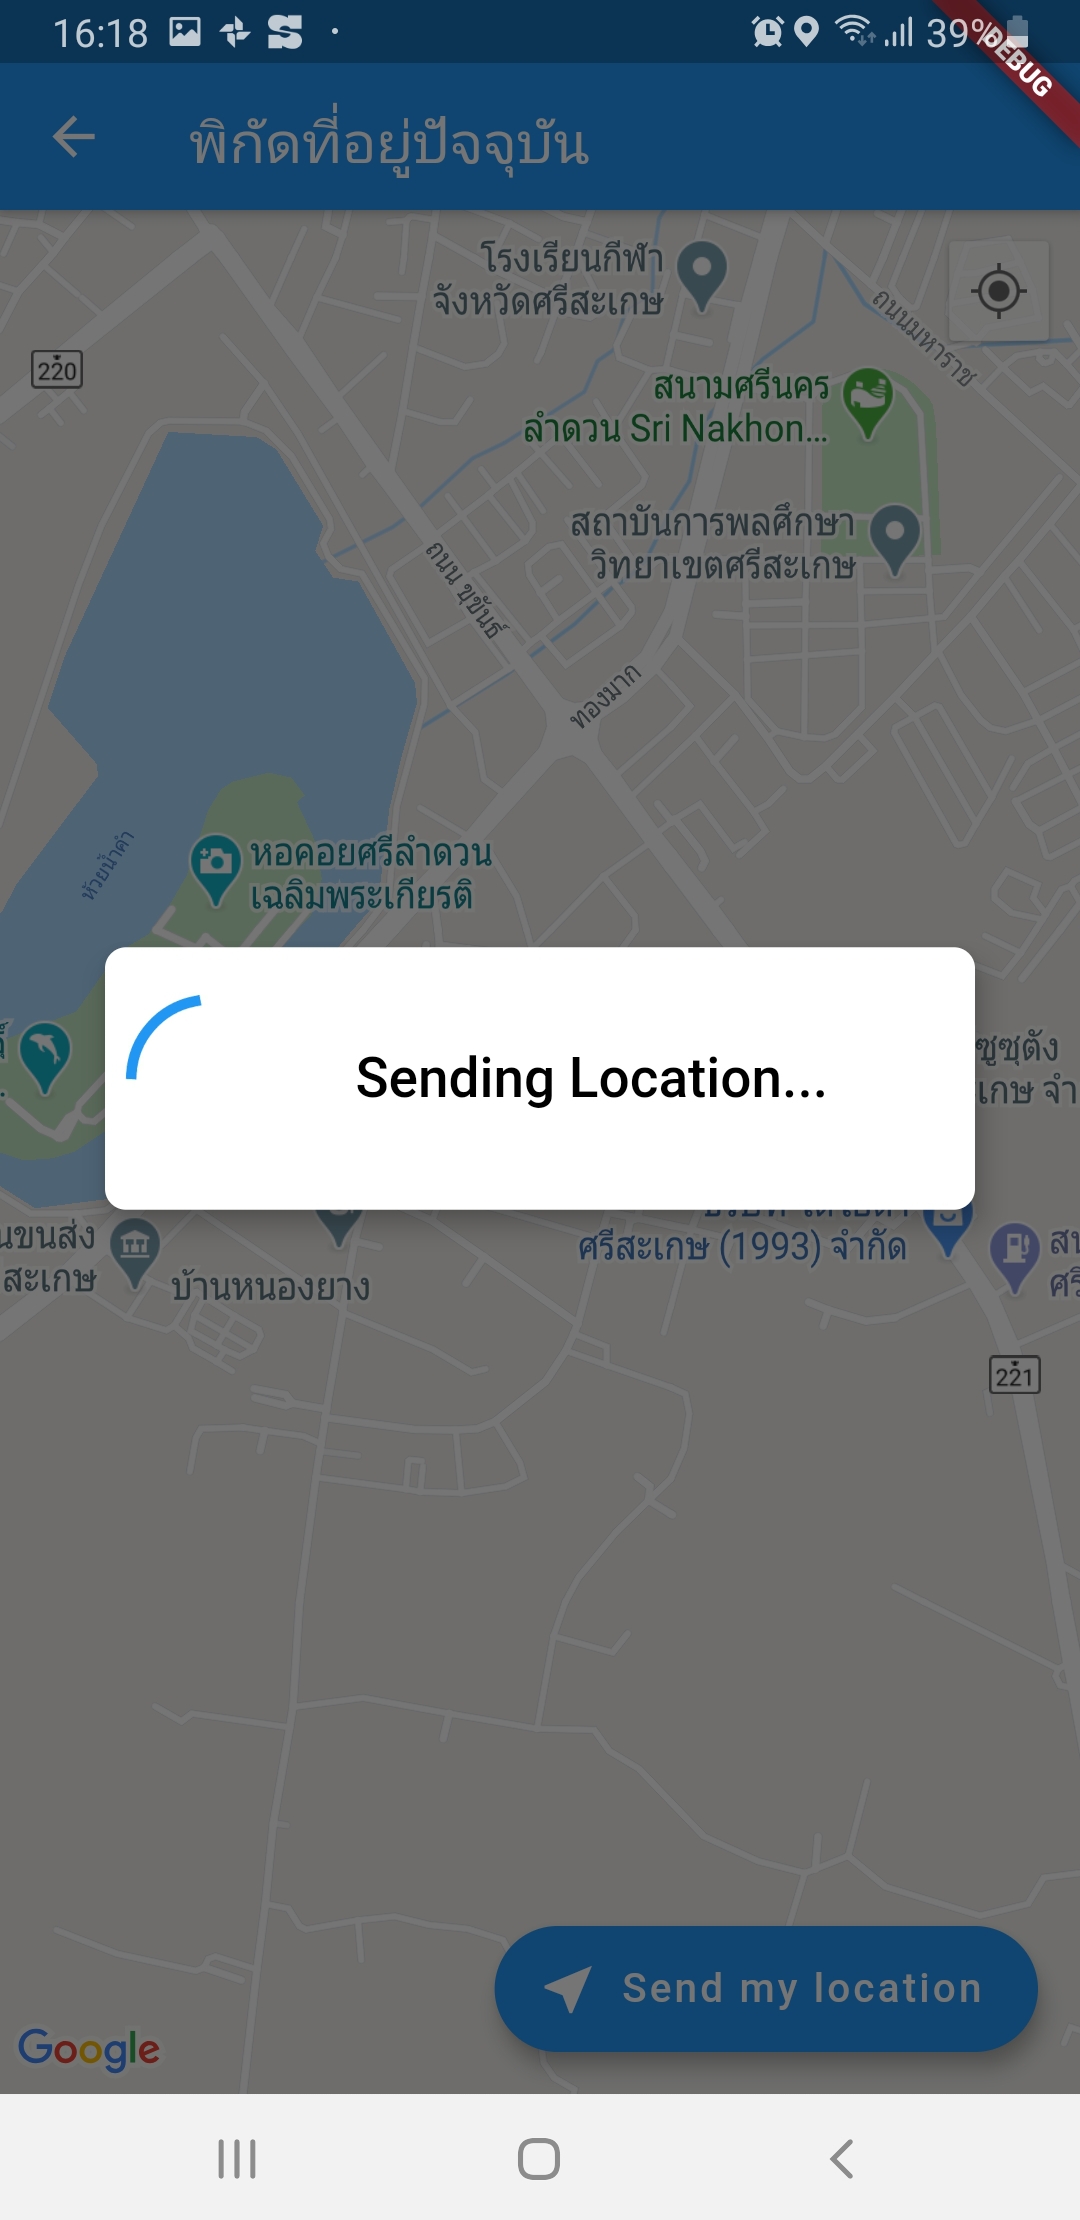 16:18
39%
DEBUG
พิกัดที่อยู่ปัจจุบัน
โรงเรียนกีฬา
จังหวัดศรีสะเกษ
ถนนมหาราช
220
สนามศรีนคร
ลำดวน Sri Nakhon...
สถาบันการพลศึกษา
วิทยาเขตศรีสะเกษ
ถนน ขุขันธ์
ทองมาก
ห้วยน้ำคำ
หอคอยศรีลำดวน
เฉลิมพระเกียรติ
Sending Location...
ซูซุตัง
เกษ จำ
นขนส่ง
สะเกษ
บ้านหนองยาง
ศรีสะเกษ (1993) จำกัด
ศรี
221
Send my location
Google